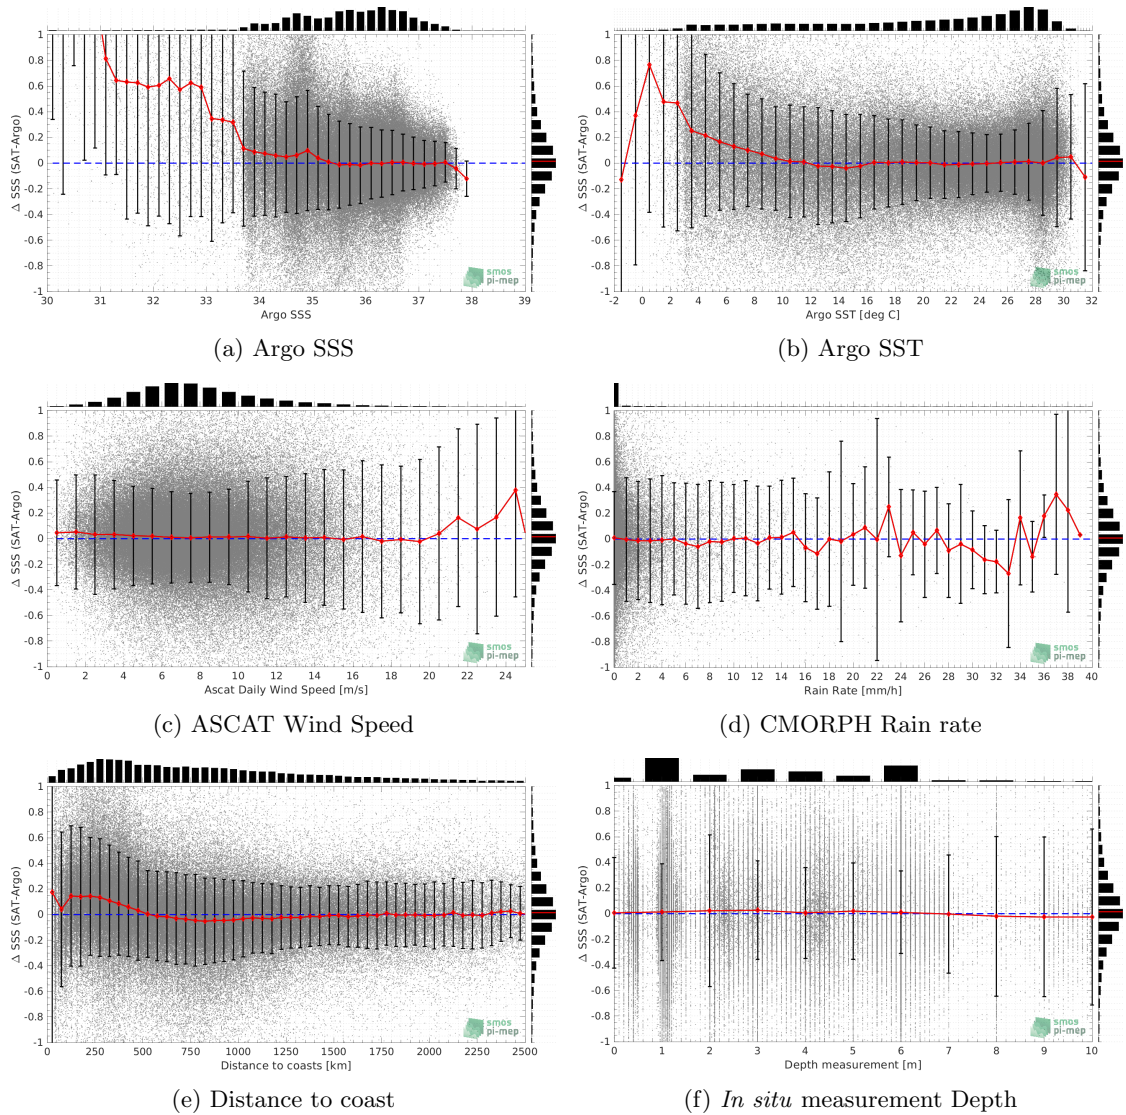 1
0.8
0.6
0.4
0.2
0
-0.2
-0.4
-0.6
-0.8
-1
Δ SSS (SAT-Argo)
30 31 32 33 34 35 36 37 38 39
Argo SSS
smos
pi-mep
(a) Argo SSS
1
0.8
0.6
0.4
0.2
0
-0.2
-0.4
-0.6
-0.8
-1
Δ SSS (SAT-Argo)
-2 0 2 4 6 8 10 12 14 16 18 20 22 24 26 28 30 32
Argo SST [deg C]
smos
pi-mep
(b) Argo SST
1
0.8
0.6
0.4
0.2
0
-0.2
-0.4
-0.6
-0.8
-1
Δ SSS (SAT-Argo)
0 2 4 6 8 10 12 14 16 18 20 22 24
Ascat Daily Wind Speed [m/s]
smos
pi-mep
(c) ASCAT Wind Speed
1
0.8
0.6
0.4
0.2
0
-0.2
-0.4
-0.6
-0.8
-1
Δ SSS (SAT-Argo)
0 2 4 6 8 10 12 14 16 18 20 22 24 26 28 30 32 34 36 38 40
Rain Rate [mm/h]
smos
pi-mep
(d) CMORPH Rain rate
1
0.8
0.6
0.4
0.2
0
-0.2
-0.4
-0.6
-0.8
-1
Δ SSS (SAT-Argo)
0 250 500 750 1000 1250 1500 1750 2000 2250 2500
Distance to coasts [km]
smos
pi-mep
(e) Distance to coast
1
0.8
0.6
0.4
0.2
0
-0.2
-0.4
-0.6
-0.8
-1
Δ SSS (SAT-Argo)
0 1 2 3 4 5 6 7 8 9 10
Depth measurement [m]
smos
pi-mep
(f) In situ measurement Depth